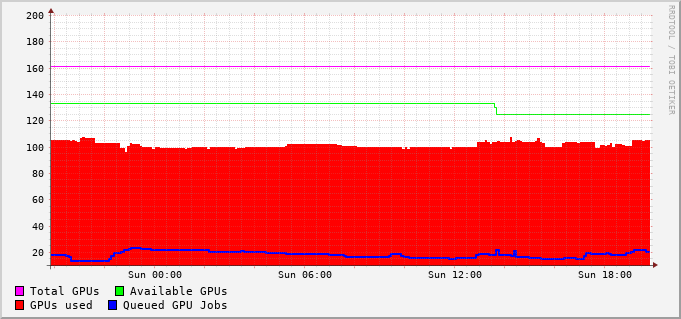 200
180
160
140
120
100
80
60
40
20
Sun 00:00 Sun 06:00 Sun 12:00 Sun 18:00
Total GPUs Available GPUs
GPUs used Queued GPU Jobs
RRDTOOL / TOBI OETIKER